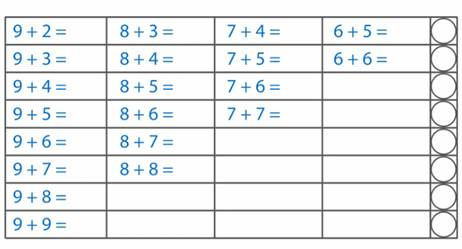 9 + 2 = 8 + 3 = 7 + 4 = 6 + 5 =
9 + 3 = 8 + 4 = 7 + 5 = 6 + 6 =
9 + 4 = 8 + 5 = 7 + 6 =
9 + 5 = 8 + 6 = 7 + 7 =
9 + 6 = 8 + 7 =
9 + 7 = 8 + 8 =
9 + 8 =
9 + 9 =